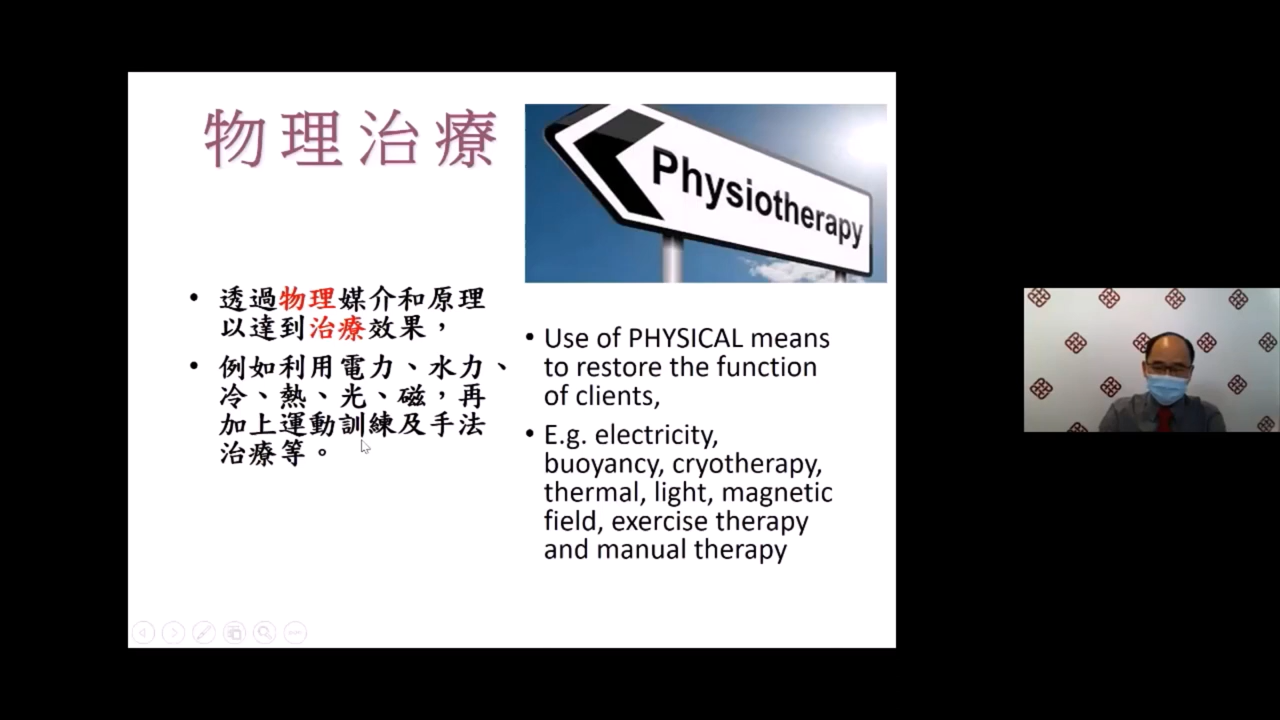 物理治療
Physiotherapy
• 透過物理媒介和原理
以達到治療效果，
• 例如利用電力、水力、
冷、熱、光、磁，再
加上運動訓練及手法
治療等。
• Use of PHYSICAL means
to restore the function
of clients,
• E.g. electricity,
buoyancy, cryotherapy,
thermal, light, magnetic
field, exercise therapy
and manual therapy